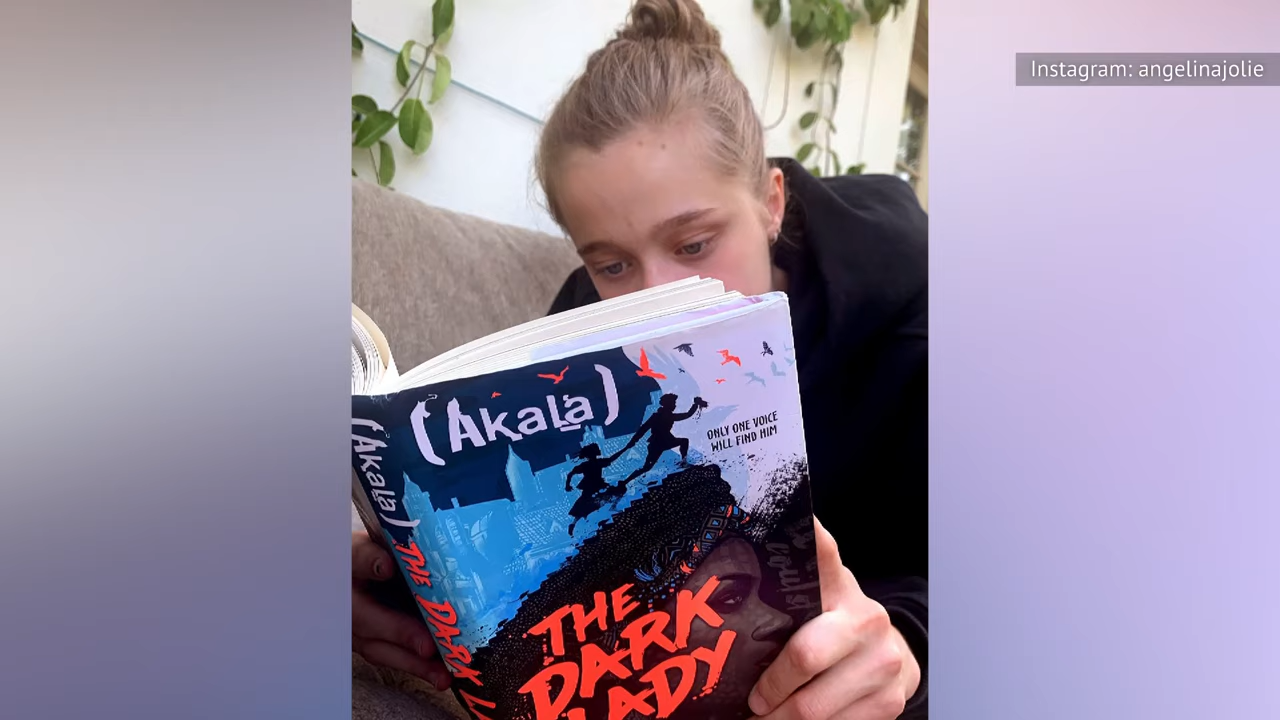 Instagram: angelinajolie
(Akala)
ONLY ONE VOICE
WILL FIND HIM
THE
DARK
LADY
(Akala) THE DARK L